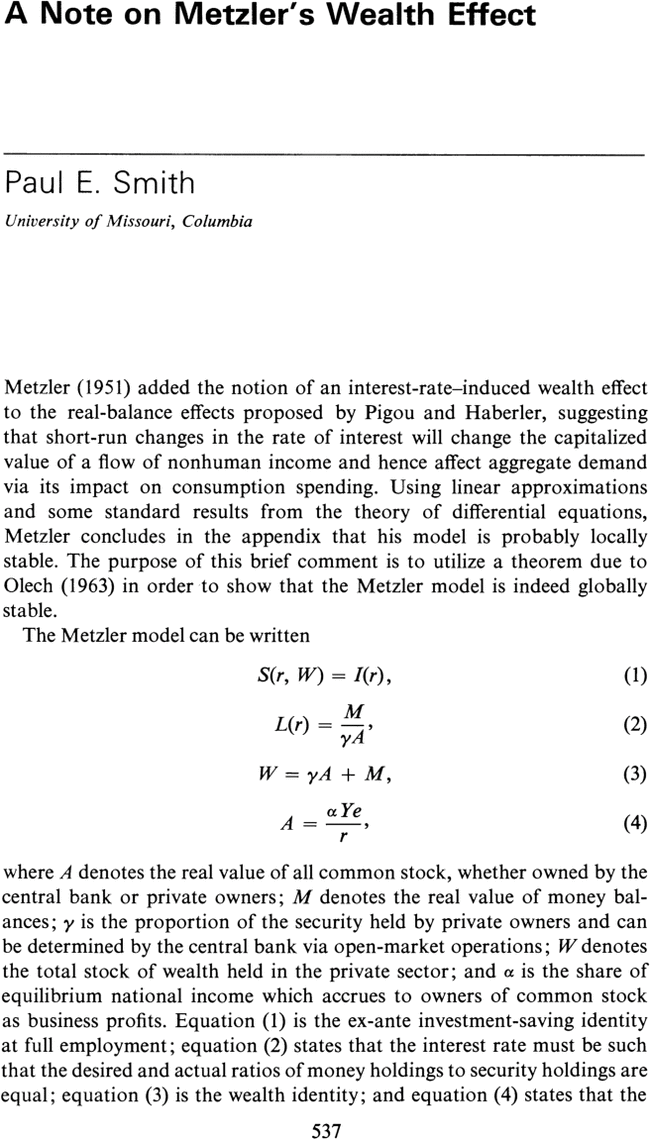 A Note on Metzler's Wealth Effect
Paul E. Smith
University of Missouri, Columbia
Metzler (1951) added the notion of an interest-rate–induced wealth effect
to the real-balance effects proposed by Pigou and Haberler, suggesting
that short-run changes in the rate of interest will change the capitalized
value of a flow of nonhuman income and hence affect aggregate demand
via its impact on consumption spending. Using linear approximations
and some standard results from the theory of differential equations,
Metzler concludes in the appendix that his model is probably locally
stable. The purpose of this brief comment is to utilize a theorem due to
Olech (1963) in order to show that the Metzler model is indeed globally
stable.
The Metzler model can be written
S(r, W) = I(r), (1)
L(r) = M/γA, (2)
W = γA + M, (3)
A = αYe/r, (4)
where A denotes the real value of all common stock, whether owned by the
central bank or private owners; M denotes the real value of money bal-
ances; γ is the proportion of the security held by private owners and can
be determined by the central bank via open-market operations; W denotes
the total stock of wealth held in the private sector; and α is the share of
equilibrium national income which accrues to owners of common stock
as business profits. Equation (1) is the ex-ante investment-saving identity
at full employment; equation (2) states that the interest rate must be such
that the desired and actual ratios of money holdings to security holdings are
equal; equation (3) is the wealth identity; and equation (4) states that the
537